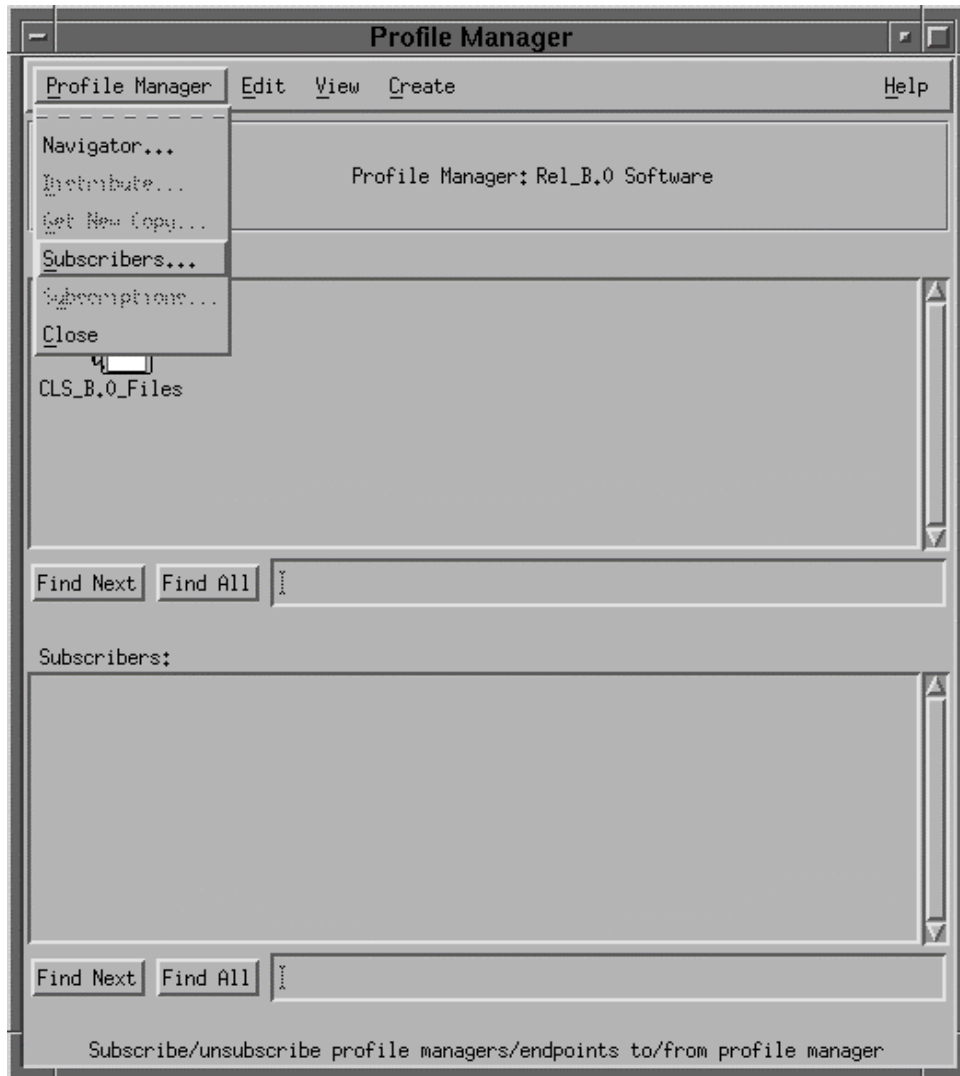 Profile Manager
Profile Manager Edit View Create Help
Navigator...
Distribute...
Get New Copy...
Subscribers...
Subscriptions...
Close
Profile Manager: Rel_B.0 Software
CLS_B.0_Files
Find Next Find All
Subscribers:
Find Next Find All
Subscribe/unsubscribe profile managers/endpoints to/from profile manager